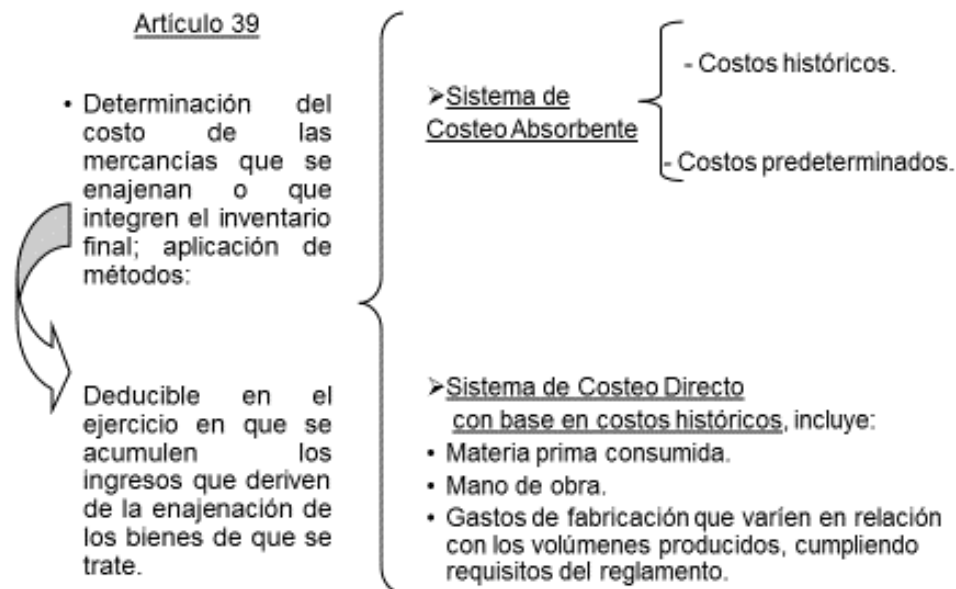 Artículo 39
• Determinación del
costo de las
mercancías que se
enajenan o que
integren el inventario
final; aplicación de
métodos:
Deducible en el
ejercicio en que se
acumulen los
ingresos que deriven
de la enajenación de
los bienes de que se
trate.
➢Sistema de
Costeo Absorbente
- Costos históricos.
- Costos predeterminados.
➢Sistema de Costeo Directo
con base en costos históricos, incluye:
• Materia prima consumida.
• Mano de obra.
• Gastos de fabricación que varíen en relación
con los volúmenes producidos, cumpliendo
requisitos del reglamento.